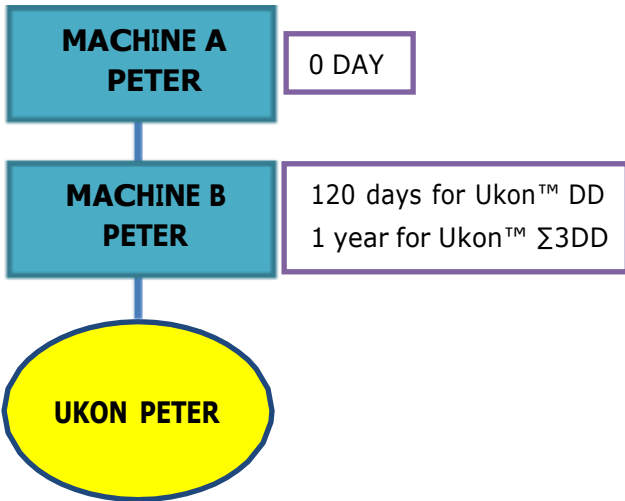 MACHINE A
PETER
0 DAY
MACHINE B
PETER
120 days for Ukon™ DD
1 year for Ukon™ ∑3DD
UKON PETER